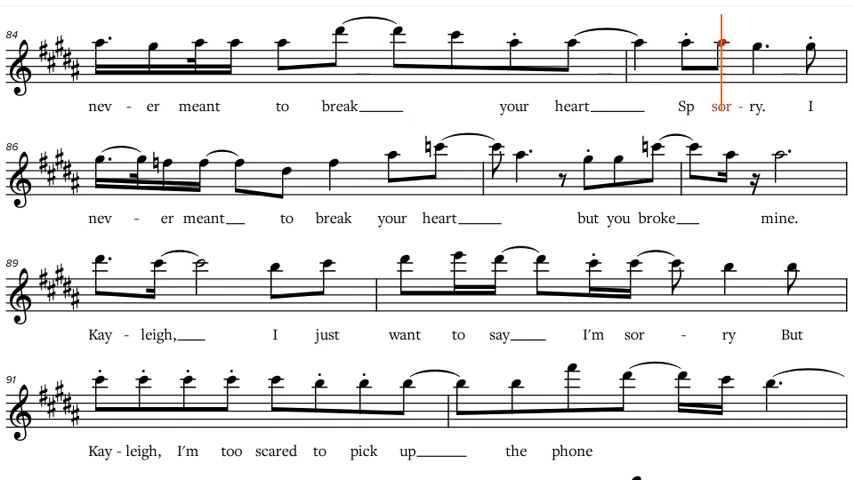 84
nev - er meant to break your heart Sp sor - ry. I
86
nev - er meant to break your heart but you broke mine.
89
Kay - leigh, I just want to say I'm sor - ry But
91
Kay - leigh, I'm too scared to pick up the phone